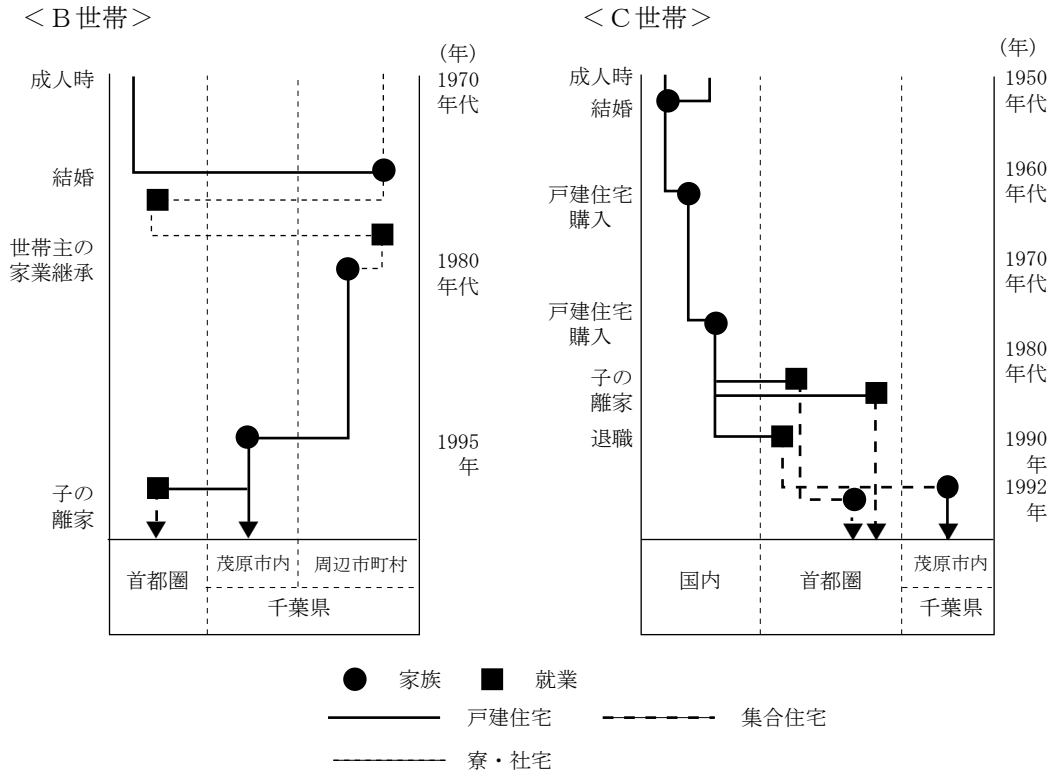 ＜Ｂ世帯＞
(年)
成人時
1970
年代
結婚
世帯主の
家業継承
1980
年代
1995
年
子の
離家
首都圏
茂原市内
周辺市町村
千葉県
＜Ｃ世帯＞
(年)
成人時
結婚
1950
年代
戸建住宅
購入
1960
年代
1970
年代
戸建住宅
購入
1980
年代
子の
離家
退職
1990
年
1992
年
国内
首都圏
茂原市内
千葉県
家族
就業
戸建住宅
集合住宅
寮・社宅